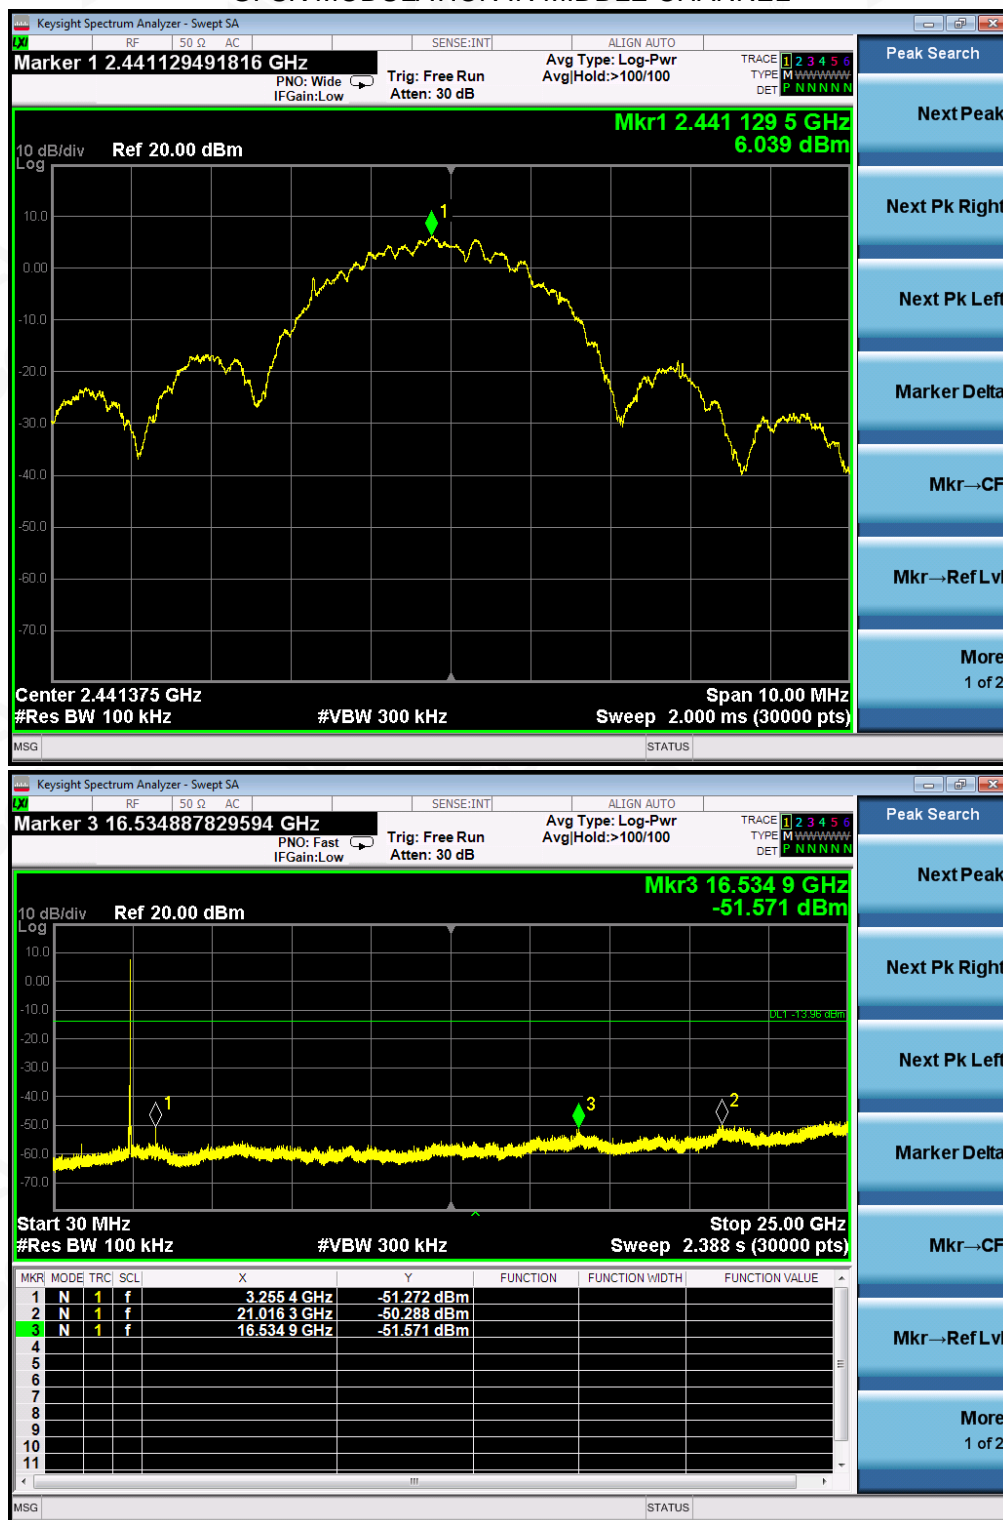 MODULATION IN MIDDLE CHANNEL
Keysight Spectrum Analyzer - Swept SA
LXI RF 50 Ω AC SENSE:INT ALIGN AUTO
Marker 1 2.441129491816 GHz
PNO: Wide
IFGain:Low
Trig: Free Run
Atten: 30 dB
Avg Type: Log-Pwr
Avg|Hold:>100/100
TRACE 1 2 3 4 5 6
TYPE M WWWWW
DET P N N N N N
Mkr1 2.441 129 5 GHz
6.039 dBm
10 dB/div Ref 20.00 dBm
Log
10.0
0.00
-10.0
-20.0
-30.0
-40.0
-50.0
-60.0
-70.0
1
Center 2.441375 GHz Span 10.00 MHz
#Res BW 100 kHz #VBW 300 kHz Sweep 2.000 ms (30000 pts)
MSG STATUS
Peak Search
Next Peak
Next Pk Right
Next Pk Left
Marker Delta
Mkr→CF
Mkr→Ref Lvl
More
1 of 2
Keysight Spectrum Analyzer - Swept SA
LXI RF 50 Ω AC SENSE:INT ALIGN AUTO
Marker 3 16.534887829594 GHz
PNO: Fast
IFGain:Low
Trig: Free Run
Atten: 30 dB
Avg Type: Log-Pwr
Avg|Hold:>100/100
TRACE 1 2 3 4 5 6
TYPE M WWWWW
DET P N N N N N
Mkr3 16.534 9 GHz
-51.571 dBm
10 dB/div Ref 20.00 dBm
Log
10.0
0.00
-10.0
-20.0
-30.0
-40.0
-50.0
-60.0
-70.0
DL1 -13.96 dBm
1
3
2
Start 30 MHz Stop 25.00 GHz
#Res BW 100 kHz #VBW 300 kHz Sweep 2.388 s (30000 pts)
MKR MODE TRC SCL X Y FUNCTION FUNCTION WIDTH FUNCTION VALUE
1 N 1 f 3.255 4 GHz -51.272 dBm
2 N 1 f 21.016 3 GHz -50.288 dBm
3 N 1 f 16.534 9 GHz -51.571 dBm
4
5
6
7
8
9
10
11
MSG STATUS
Peak Search
Next Peak
Next Pk Right
Next Pk Left
Marker Delta
Mkr→CF
Mkr→Ref Lvl
More
1 of 2